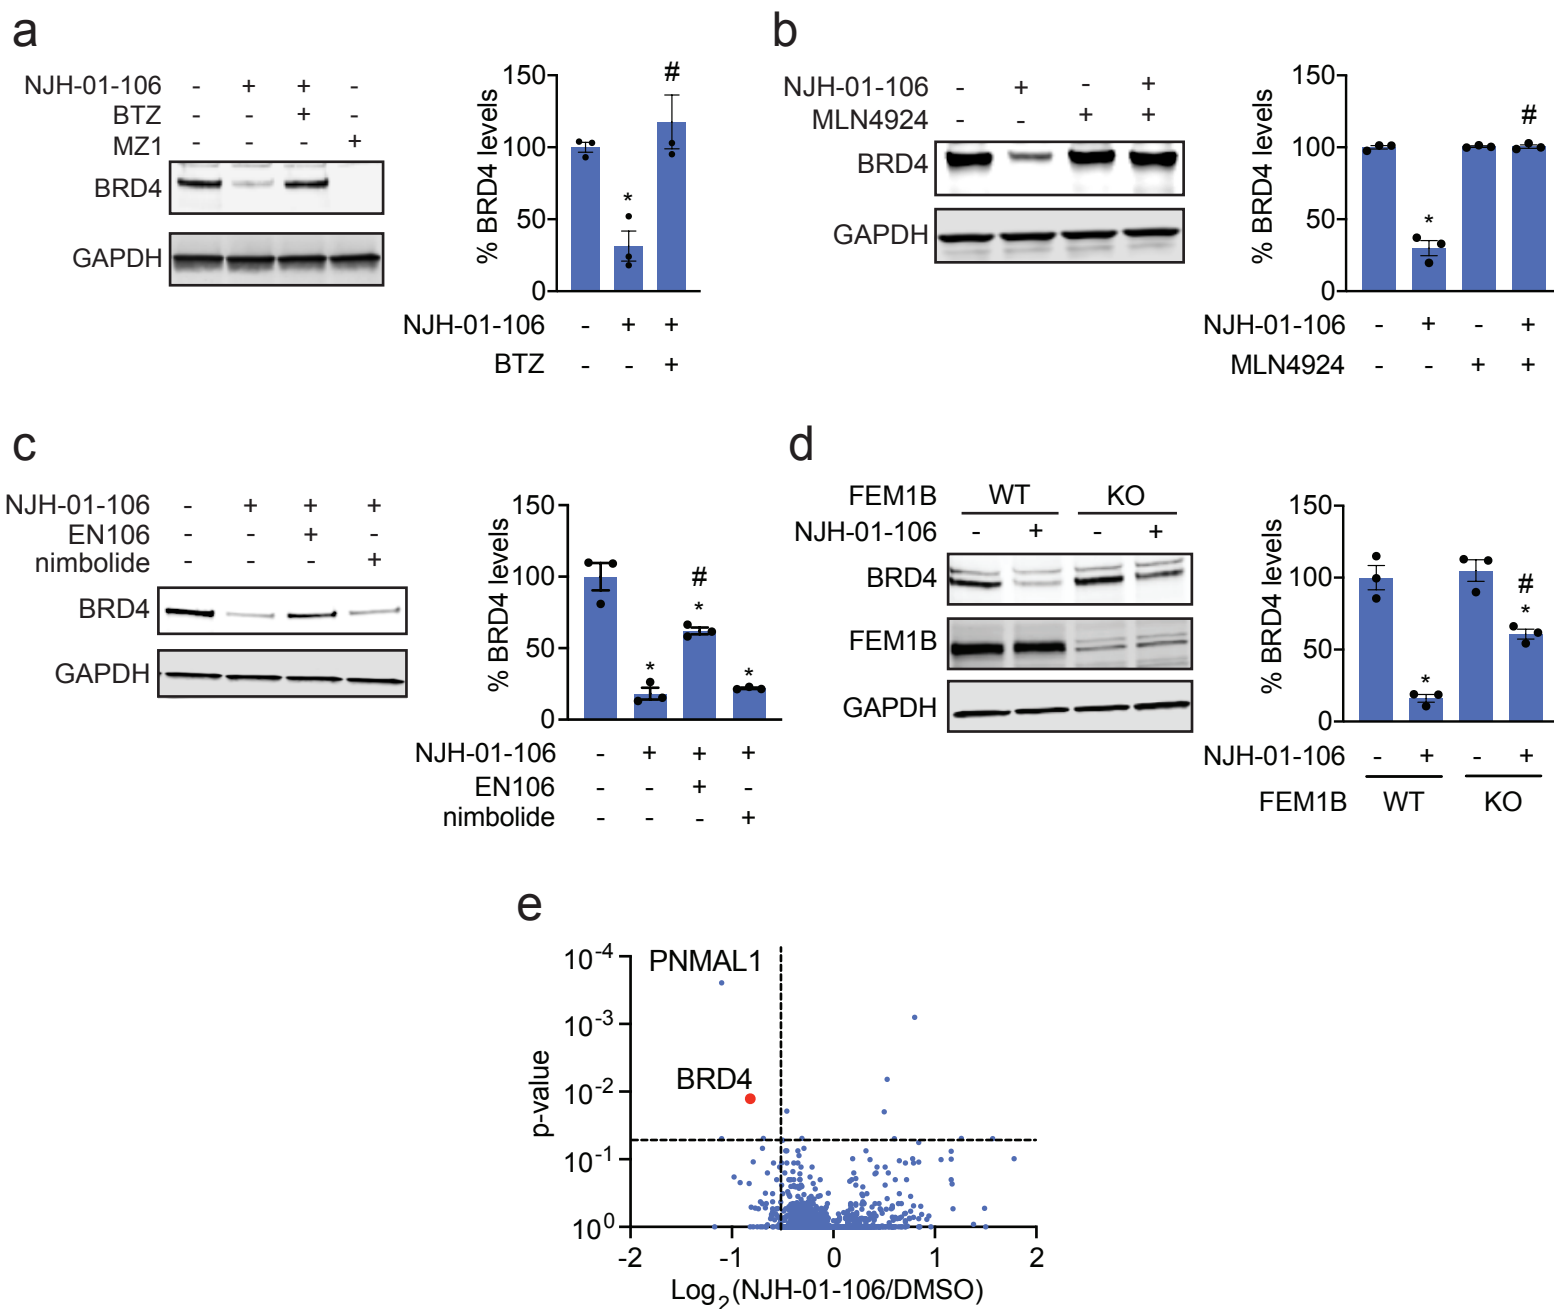 a
NJH-01-106 - + + -
BTZ - - + -
MZ1 - - - +
BRD4
GAPDH
% BRD4 levels
150
100
50
0
*
#
NJH-01-106 - + +
BTZ - - +
b
NJH-01-106 - + - +
MLN4924 - - + +
BRD4
GAPDH
% BRD4 levels
150
100
50
0
*
#
NJH-01-106 - + - +
MLN4924 - - + +
c
NJH-01-106 - + + +
EN106 - - + -
nimbolide - - - +
BRD4
GAPDH
% BRD4 levels
150
100
50
0
*
#
*
*
NJH-01-106 - + + +
EN106 - - + -
nimbolide - - - +
d
FEM1B WT KO
NJH-01-106 - + - +
BRD4
FEM1B
GAPDH
% BRD4 levels
150
100
50
0
*
#
*
NJH-01-106 - + - +
FEM1B WT KO
e
p-value
10-4
10-3
10-2
10-1
100
PNMAL1
BRD4
-2 -1 0 1 2
Log2(NJH-01-106/DMSO)